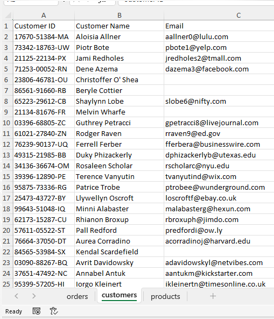 A B C
1 Customer ID Customer Name Email
2 17670-51384-MA Aloisia Allner aallner0@lulu.com
3 73342-18763-UW Piotr Bote pbote1@yelp.com
4 21125-22134-PX Jami Redholes jredholes2@tmall.com
5 71253-00052-RN Dene Azema dazema3@facebook.com
6 23806-46781-OU Christoffer O' Shea
7 86561-91660-RB Beryle Cottier
8 65223-29612-CB Shaylynn Lobe slobe6@nifty.com
9 21134-81676-FR Melvin Wharfe
10 03396-68805-ZC Guthrey Petracci gpetracci8@livejournal.com
11 61021-27840-ZN Rodger Raven rraven9@ed.gov
12 76239-90137-UQ Ferrell Ferber fferbera@businesswire.com
13 49315-21985-BB Duky Phizackerly dphizackerlyb@utexas.edu
14 34136-36674-OM Rosaleen Scholar rscholarc@nyu.edu
15 39396-12890-PE Terence Vanyutin tvanyutind@wix.com
16 95875-73336-RG Patrice Trobe ptrobee@wunderground.com
17 25473-43727-BY Llywellyn Oscroft loscroftf@ebay.co.uk
18 99643-51048-IQ Minni Alabaster malabasterg@hexun.com
19 62173-15287-CU Rhianon Broxup rbroxuph@jimdo.com
20 57611-05522-ST Pall Redford predfordi@ow.ly
21 76664-37050-DT Aurea Corradino acorradinoj@harvard.edu
22 84565-53984-SX Kendal Scardefield
23 03090-88267-BQ Avrit Davidowsky adavidowskyl@netvibes.com
24 37651-47492-NC Annabel Antuk aantukm@kickstarter.com
25 95399-57205-HI Iorgo Kleinert ikleinertn@timesonline.co.uk
orders customers products
Ready